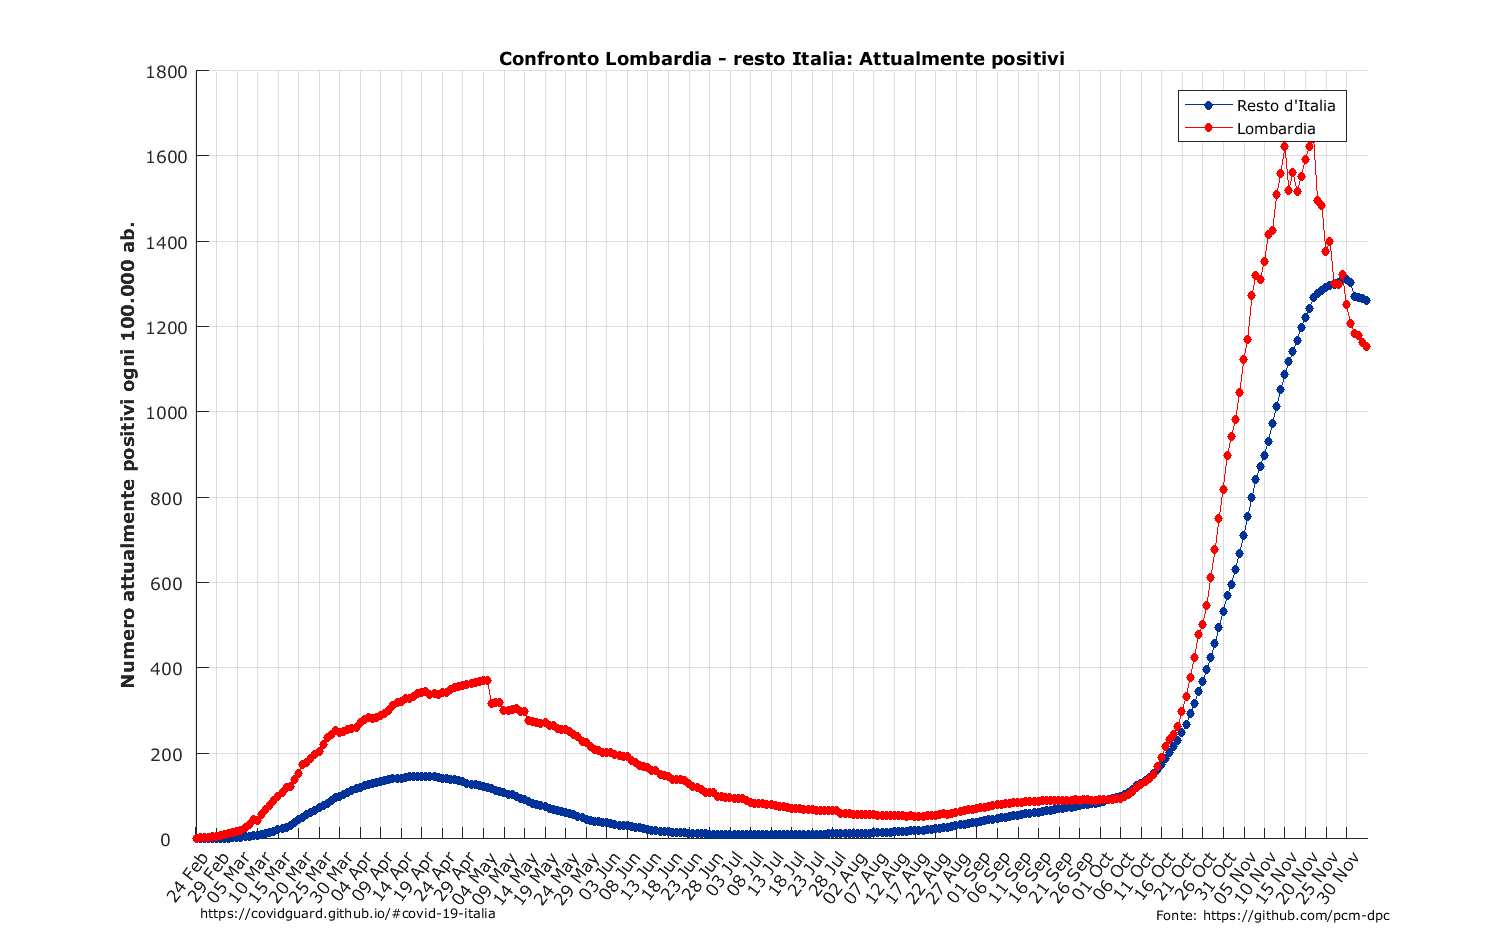 Confronto Lombardia - resto Italia: Attualmente positivi
Numero attualmente positivi ogni 100.000 ab.
1800
1600
1400
1200
1000
800
600
400
200
0
Resto d'Italia
Lombardia
24 Feb
29 Feb
05 Mar
10 Mar
15 Mar
20 Mar
25 Mar
30 Mar
04 Apr
09 Apr
14 Apr
19 Apr
24 Apr
29 Apr
04 May
09 May
14 May
19 May
24 May
29 May
03 Jun
08 Jun
13 Jun
18 Jun
23 Jun
28 Jun
03 Jul
08 Jul
13 Jul
18 Jul
23 Jul
28 Jul
02 Aug
07 Aug
12 Aug
17 Aug
22 Aug
27 Aug
01 Sep
06 Sep
11 Sep
16 Sep
21 Sep
26 Sep
01 Oct
06 Oct
11 Oct
16 Oct
21 Oct
26 Oct
31 Oct
05 Nov
10 Nov
15 Nov
20 Nov
25 Nov
30 Nov
https://covidguard.github.io/#covid-19-italia
Fonte: https://github.com/pcm-dpc